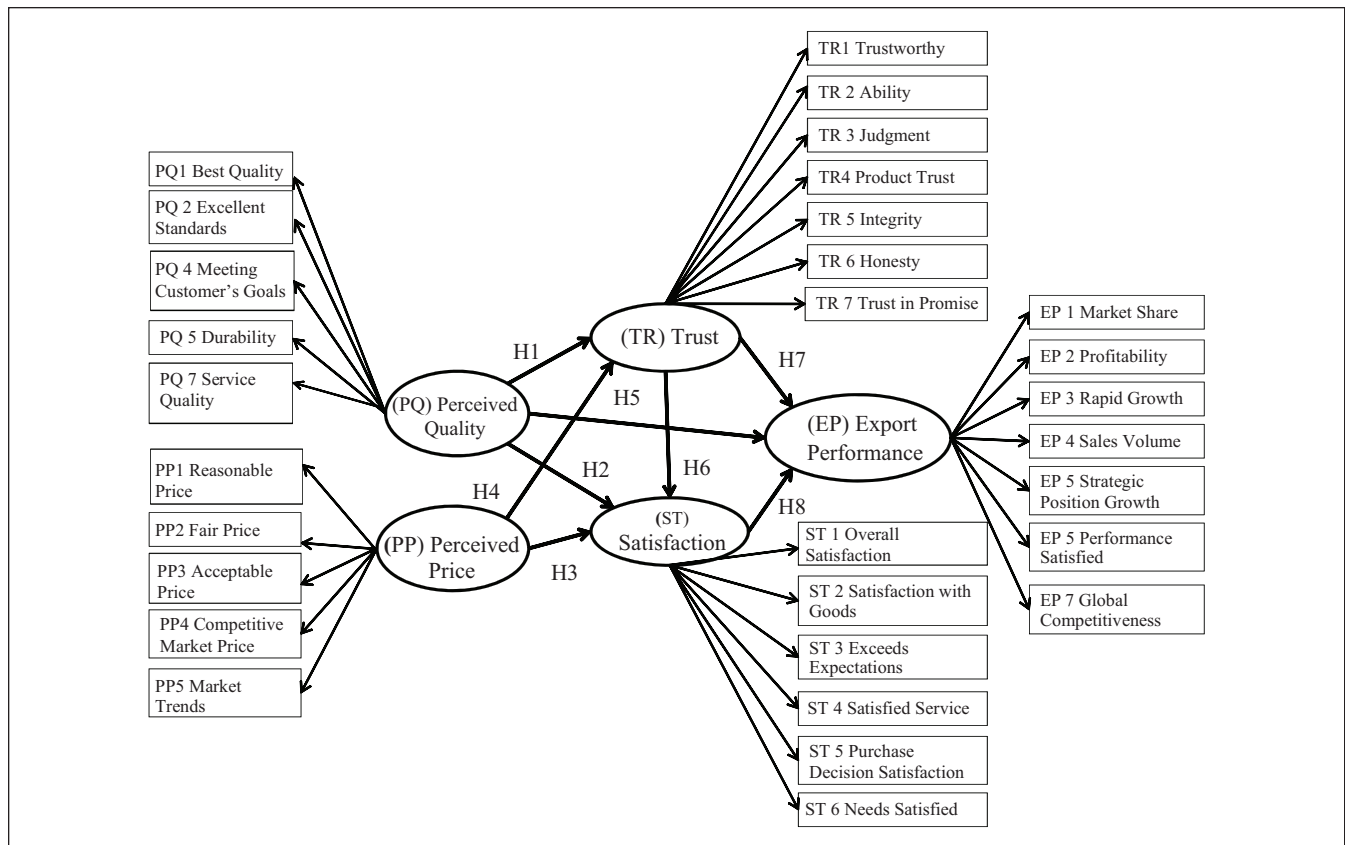 PQ1 Best Quality
PQ 2 Excellent
Standards
PQ 4 Meeting
Customer's Goals
PQ 5 Durability
PQ 7 Service
Quality
PP1 Reasonable
Price
PP2 Fair Price
PP3 Acceptable
Price
PP4 Competitive
Market Price
PP5 Market
Trends
(PQ) Perceived
Quality
(PP) Perceived
Price
H1
H5
H2
H4
H3
H6
H7
H8
(TR) Trust
(ST)
Satisfaction
(EP) Export
Performance
TR1 Trustworthy
TR 2 Ability
TR 3 Judgment
TR4 Product Trust
TR 5 Integrity
TR 6 Honesty
TR 7 Trust in Promise
ST 1 Overall
Satisfaction
ST 2 Satisfaction with
Goods
ST 3 Exceeds
Expectations
ST 4 Satisfied Service
ST 5 Purchase
Decision Satisfaction
ST 6 Needs Satisfied
EP 1 Market Share
EP 2 Profitability
EP 3 Rapid Growth
EP 4 Sales Volume
EP 5 Strategic
Position Growth
EP 5 Performance
Satisfied
EP 7 Global
Competitiveness